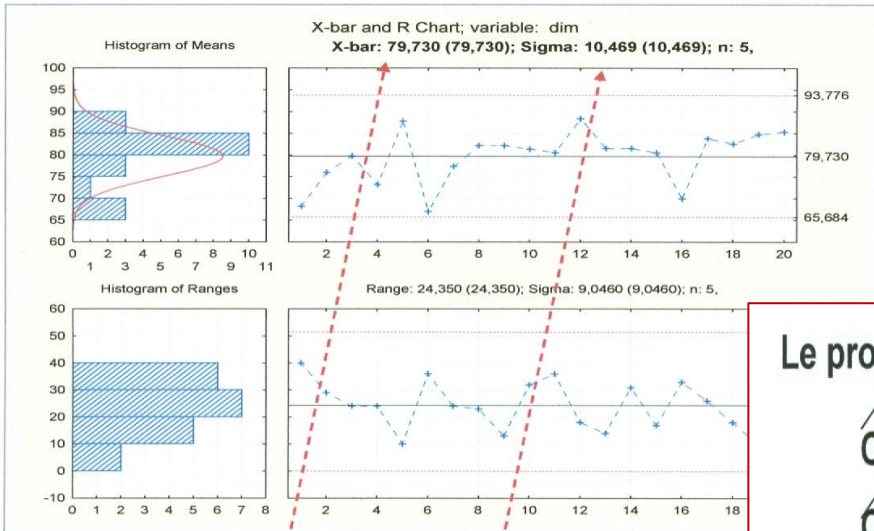 X-bar and R Chart; variable: dim
Histogram of Means
X-bar: 79,730 (79,730); Sigma: 10,469 (10,469); n: 5,
100
95
90
85
80
75
70
65
60
0 2 4 6 8 10
1 3 5 7 9 11
93,776
79,730
65,684
2 4 6 8 10 12 14 16 18 20
Histogram of Ranges
Range: 24,350 (24,350); Sigma: 9,0460 (9,0460); n: 5,
60
50
40
30
20
10
0
-10
0 1 2 3 4 5 6 7 8
2 4 6 8 10 12 14 16 18
Le pro